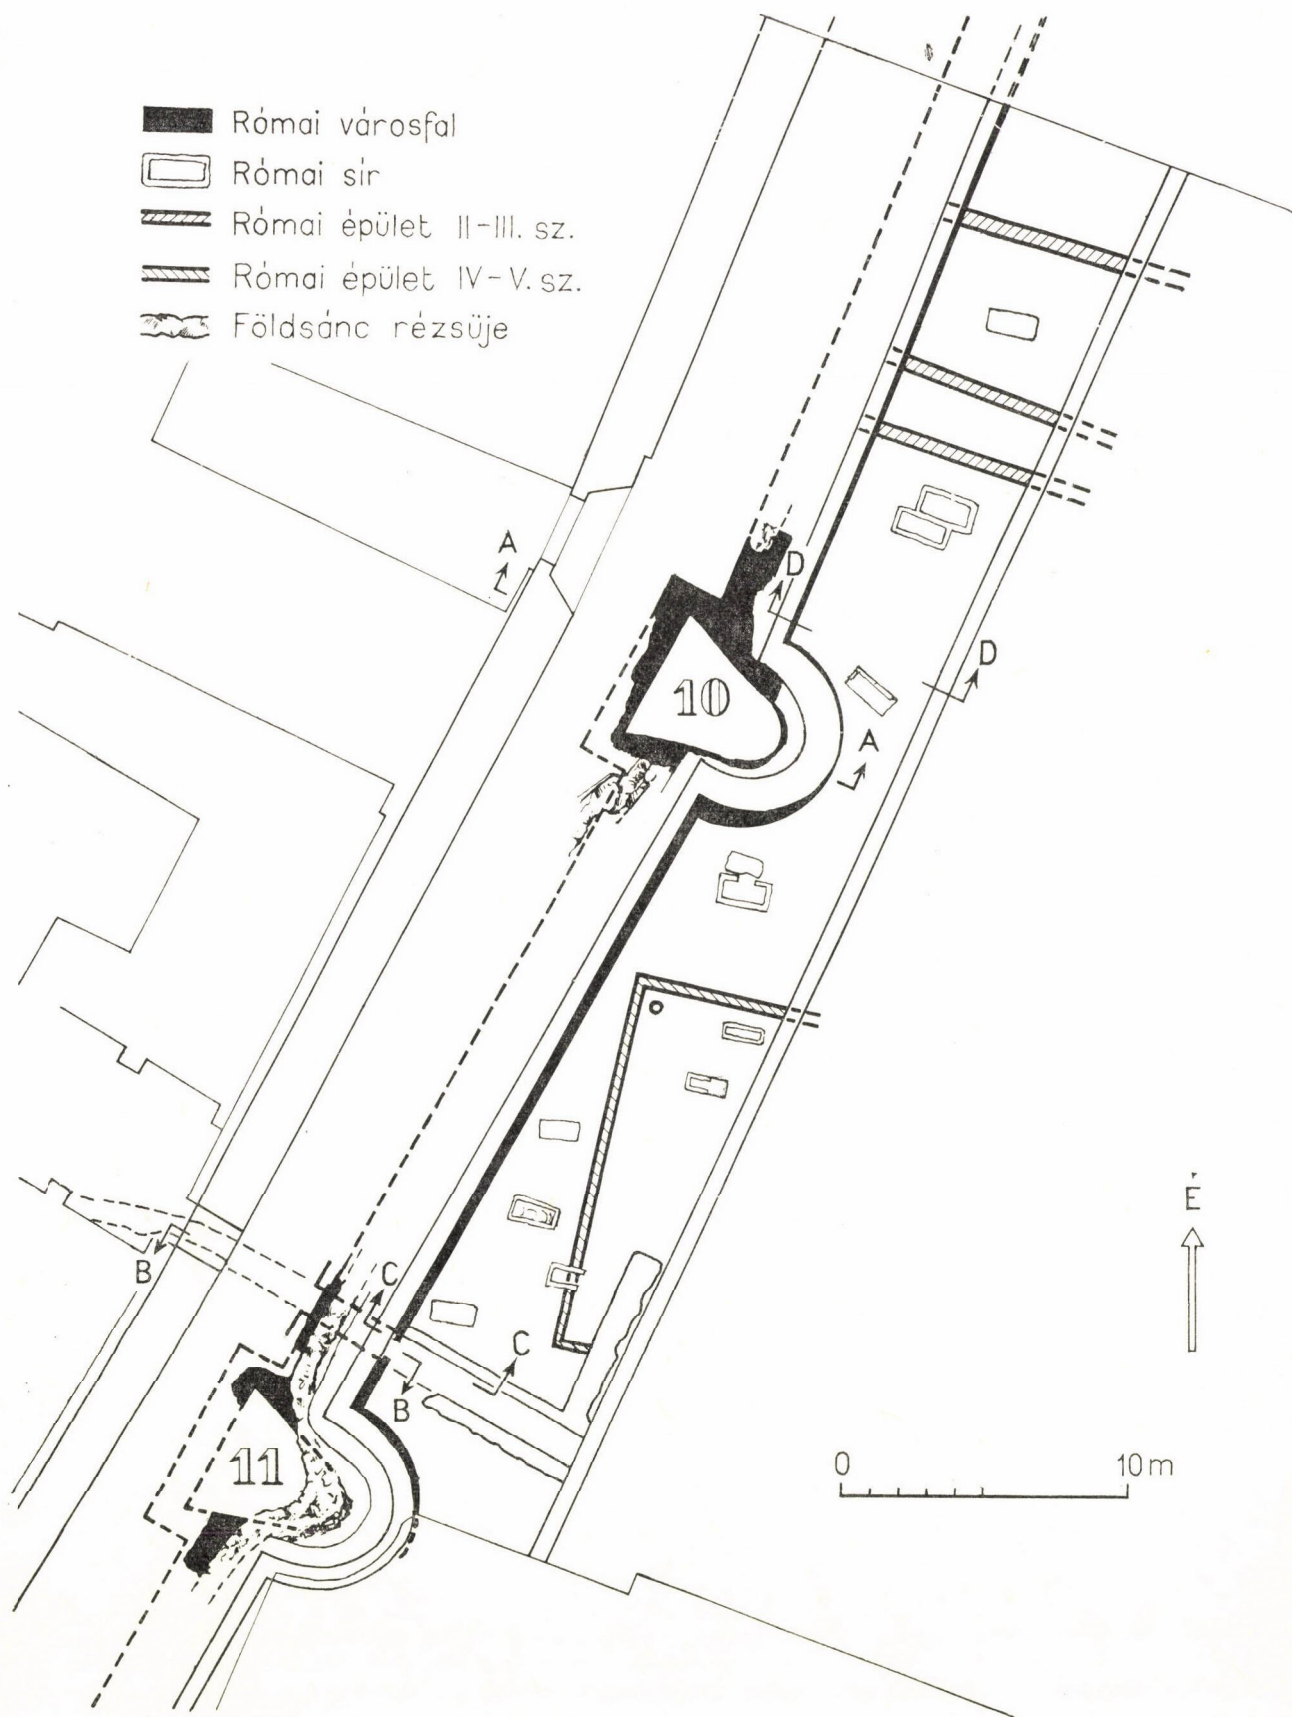 Római városfal
Római sír
Római épület II-III. sz.
Római épület IV-V. sz.
Földsánc rézsüje
A
D
D
10
A
É
B
C
C
B
11
0 10 m